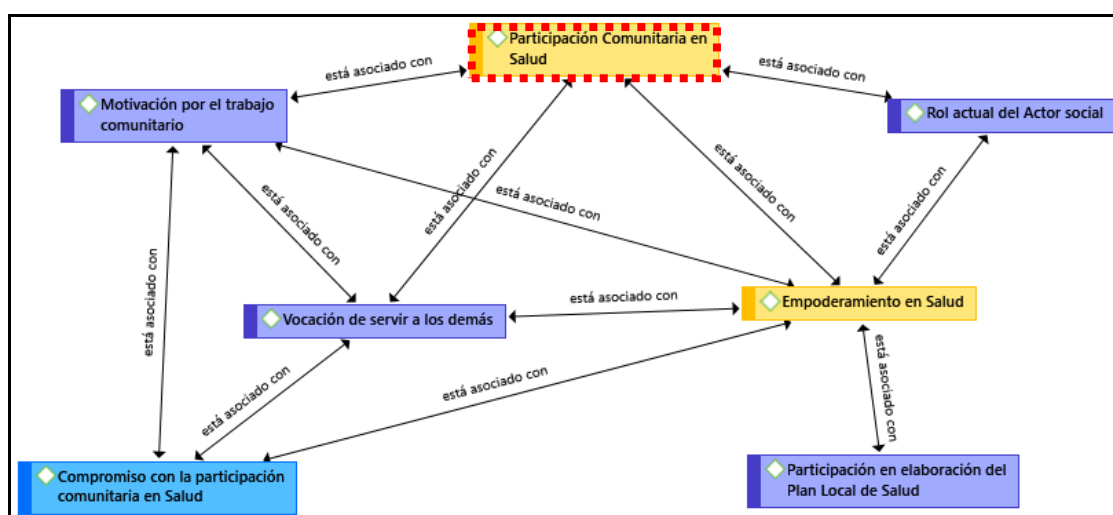 Participación Comunitaria en
Salud
está asociado con
está asociado con
Motivación por el trabajo
comunitario
Rol actual del Actor social
está asociado con
está asociado con
está asociado con
está asociado con
está asociado con
está asociado con
está asociado con
Empoderamiento en Salud
Vocación de servir a los demás
está asociado con
está asociado con
está asociado con
está asociado con
Compromiso con la participación
comunitaria en Salud
Participación en elaboración del
Plan Local de Salud